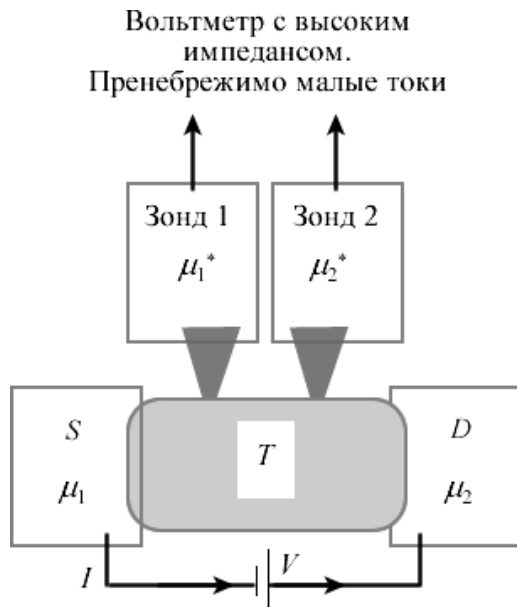 Вольтметр с высоким
импедансом.
Пренебрежимо малые токи
Зонд 1 Зонд 2
μ₁* μ₂*
S T D
μ₁ μ₂
I V